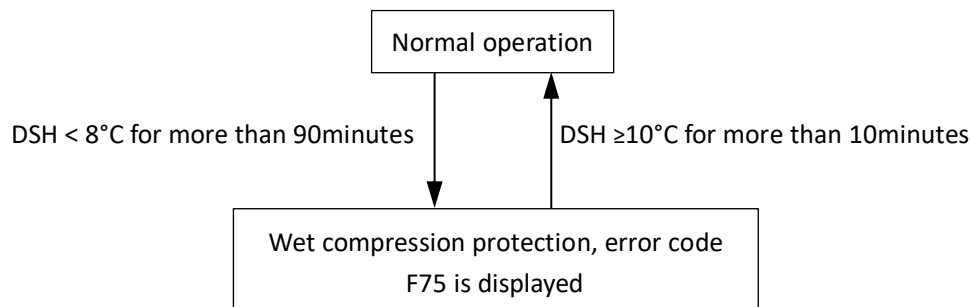 Normal operation
DSH < 8°C for more than 90minutes
DSH ≥10°C for more than 10minutes
Wet compression protection, error code
F75 is displayed